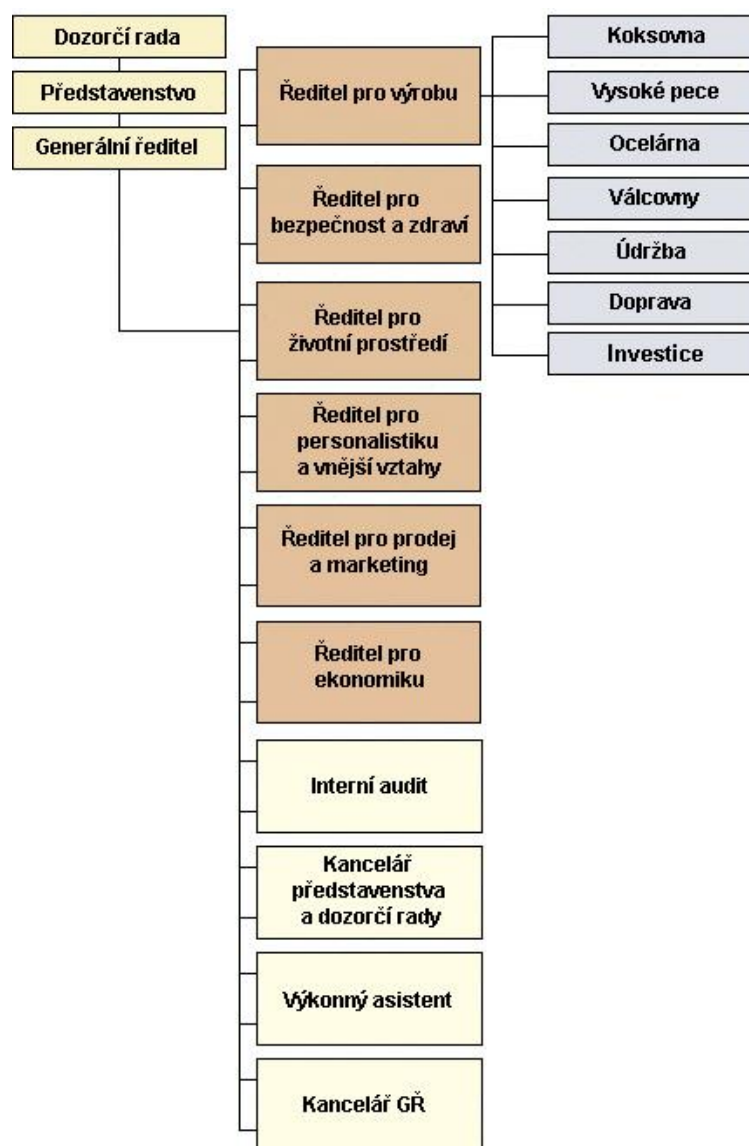 Dozorčí rada
Představenstvo
Generální ředitel
Ředitel pro výrobu
Ředitel pro
bezpečnost a zdraví
Ředitel pro
životní prostředí
Ředitel pro
personalistiku
a vnější vztahy
Ředitel pro prodej
a marketing
Ředitel pro
ekonomiku
Interní audit
Kancelář
představenstva
a dozorčí rady
Výkonný asistent
Kancelář GŘ
Koksovna
Vysoké pece
Ocelárna
Válcovny
Údržba
Doprava
Investice